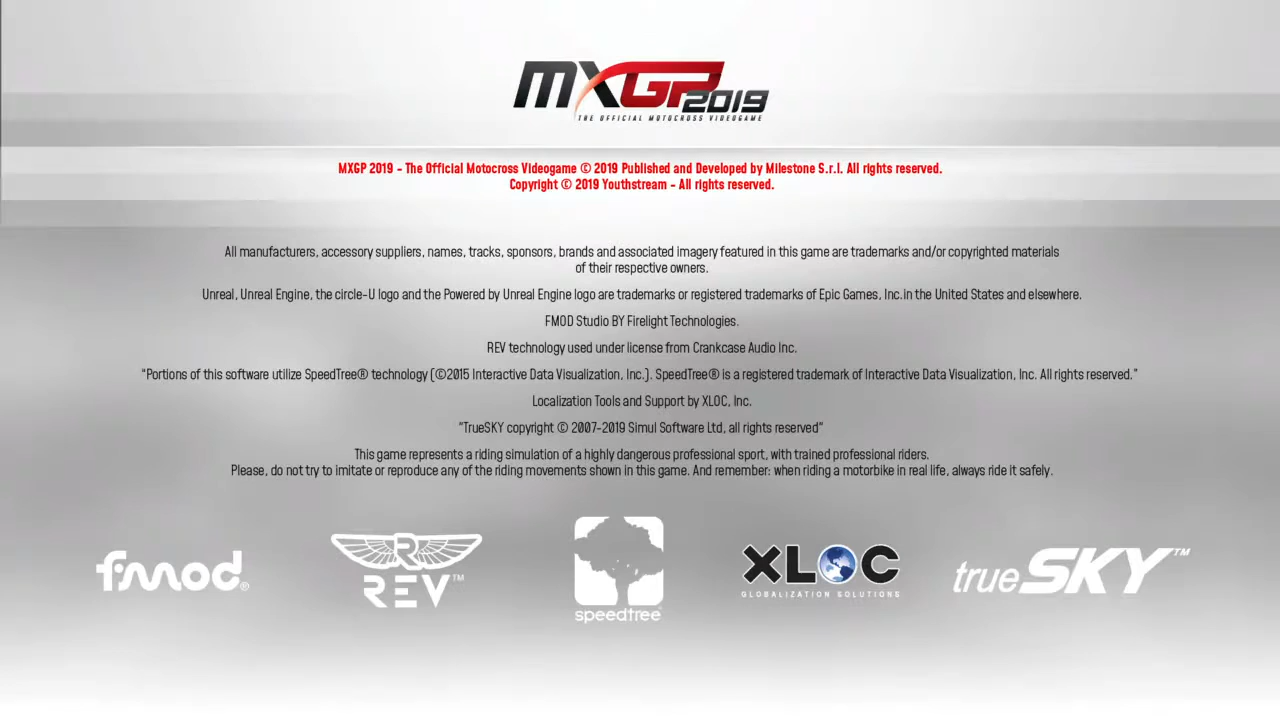 MXGP 2019
THE OFFICIAL MOTOCROSS VIDEOGAME
MXGP 2019 - The Official Motocross Videogame © 2019 Published and Developed by Milestone S.r.l. All rights reserved.
Copyright © 2019 Youthstream - All rights reserved.
All manufacturers, accessory suppliers, names, tracks, sponsors, brands and associated imagery featured in this game are trademarks and/or copyrighted materials
of their respective owners.
Unreal, Unreal Engine, the circle-U logo and the Powered by Unreal Engine logo are trademarks or registered trademarks of Epic Games, Inc.in the United States and elsewhere.
FMOD Studio BY Firelight Technologies.
REV technology used under license from Crankcase Audio Inc.
"Portions of this software utilize SpeedTree® technology (©2015 Interactive Data Visualization, Inc.). SpeedTree® is a registered trademark of Interactive Data Visualization, Inc. All rights reserved."
Localization Tools and Support by XLOC, Inc.
"TrueSKY copyright © 2007-2019 Simul Software Ltd, all rights reserved"
This game represents a riding simulation of a highly dangerous professional sport, with trained professional riders.
Please, do not try to imitate or reproduce any of the riding movements shown in this game. And remember: when riding a motorbike in real life, always ride it safely.
fmod®
R
REV™
speedtree®
XLOC
GLOBALIZATION SOLUTIONS
trueSKY™